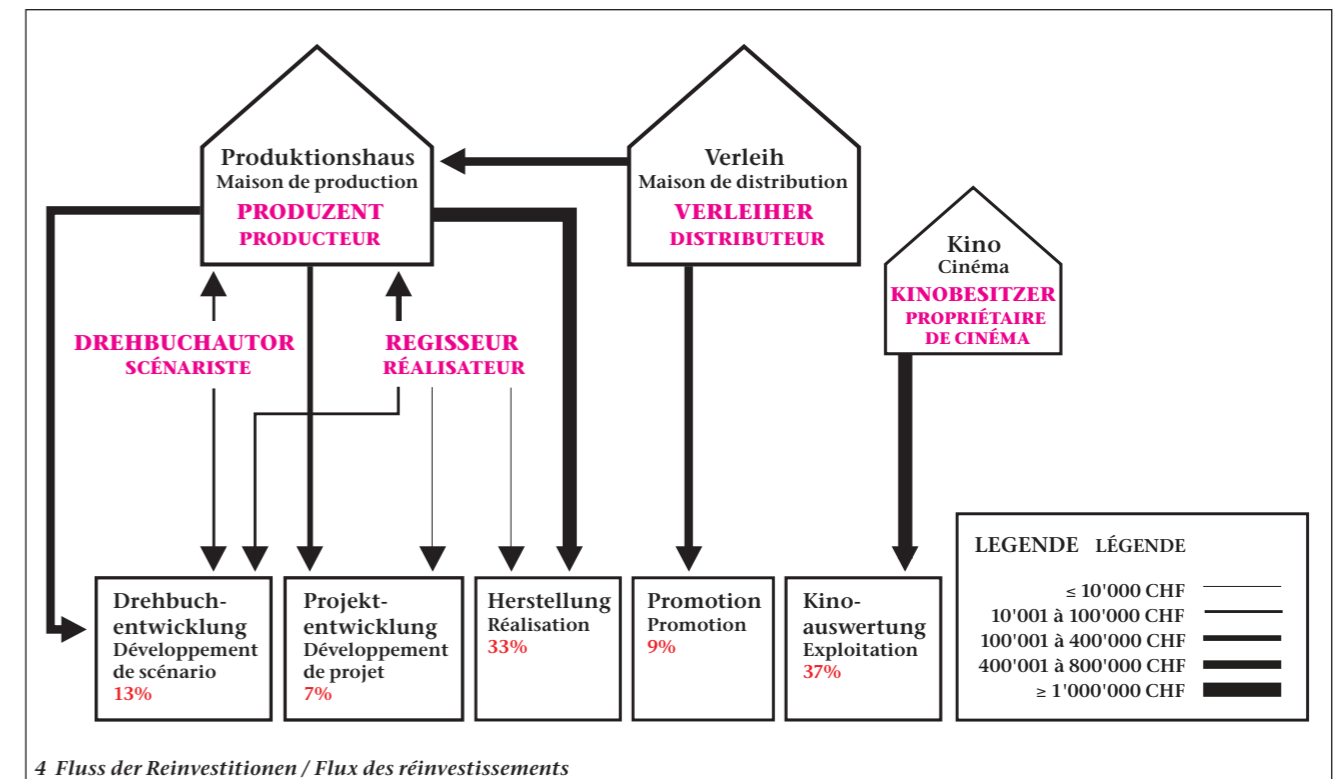 Produktionshaus
Maison de production
PRODUZENT
PRODUCTEUR
Verleih
Maison de distribution
VERLEIHER
DISTRIBUTEUR
Kino
Cinéma
KINOBESITZER
PROPRIÉTAIRE
DE CINÉMA
DREHBUCHAUTOR
SCÉNARISTE
REGISSEUR
RÉALISATEUR
Drehbuch-
entwicklung
Développement
de scénario
13%
Projekt-
entwicklung
Développement
de projet
7%
Herstellung
Réalisation
33%
Promotion
Promotion
9%
Kino-
auswertung
Exploitation
37%
LEGENDE LÉGENDE
≤ 10'000 CHF
10'001 à 100'000 CHF
100'001 à 400'000 CHF
400'001 à 800'000 CHF
≥ 1'000'000 CHF
4 Fluss der Reinvestitionen / Flux des réinvestissements